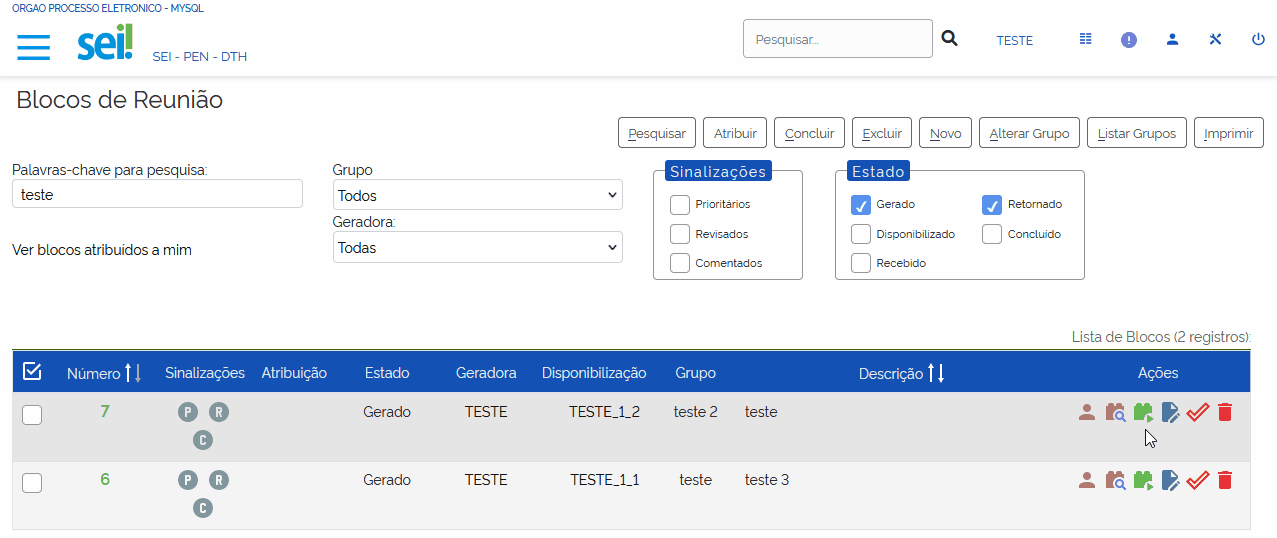 ORGAO PROCESSO ELETRONICO - MYSQL
sei!
SEI - PEN - DTH
Pesquisar...
TESTE
Blocos de Reunião
Pesquisar Atribuir Concluir Excluir Novo Alterar Grupo Listar Grupos Imprimir
Palavras-chave para pesquisa:
teste
Ver blocos atribuídos a mim
Grupo
Todos
Geradora:
Todas
Sinalizações
Prioritários
Revisados
Comentados
Estado
Gerado Retornado
Disponibilizado Concluído
Recebido
Lista de Blocos (2 registros):
Número Sinalizações Atribuição Estado Geradora Disponibilização Grupo Descrição Ações
7 P R Gerado TESTE TESTE_1_2 teste 2 teste
C
6 P R Gerado TESTE TESTE_1_1 teste teste 3
C